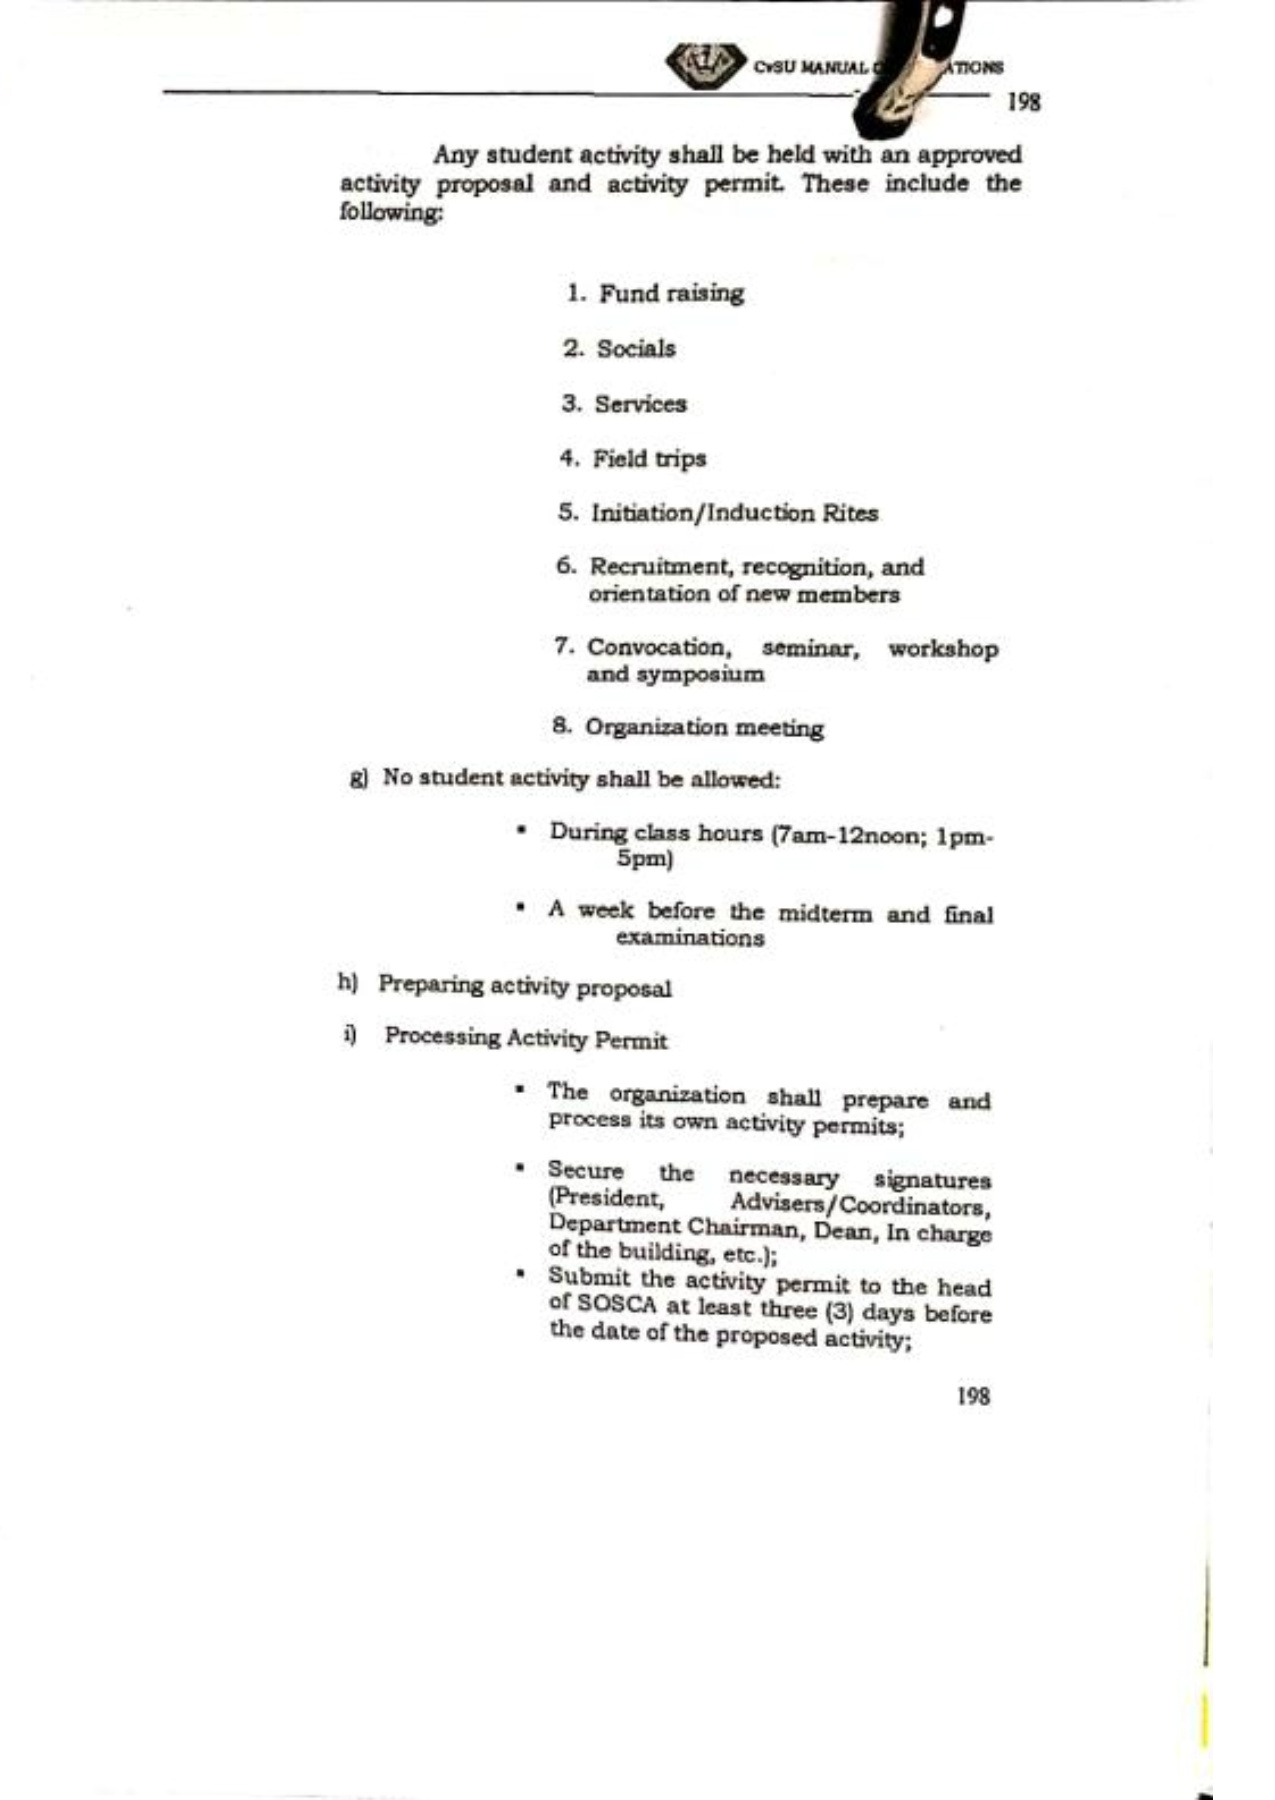 CvSU MANUAL
198
Any student activity shall be held with an approved
activity proposal and activity permit. These include the
following:
1. Fund raising
2. Socials
3. Services
4. Field trips
5. Initiation/Induction Rites
6. Recruitment, recognition, and
orientation of new members
7. Convocation, seminar, workshop
and symposium
8. Organization meeting
g) No student activity shall be allowed:
▪ During class hours (7am-12noon; 1pm-
5pm)
▪ A week before the midterm and final
examinations
h) Preparing activity proposal
i) Processing Activity Permit
▪ The organization shall prepare and
process its own activity permits;
▪ Secure the necessary signatures
(President, Advisers/Coordinators,
Department Chairman, Dean, In charge
of the building, etc.);
▪ Submit the activity permit to the head
of SOSCA at least three (3) days before
the date of the proposed activity;
198